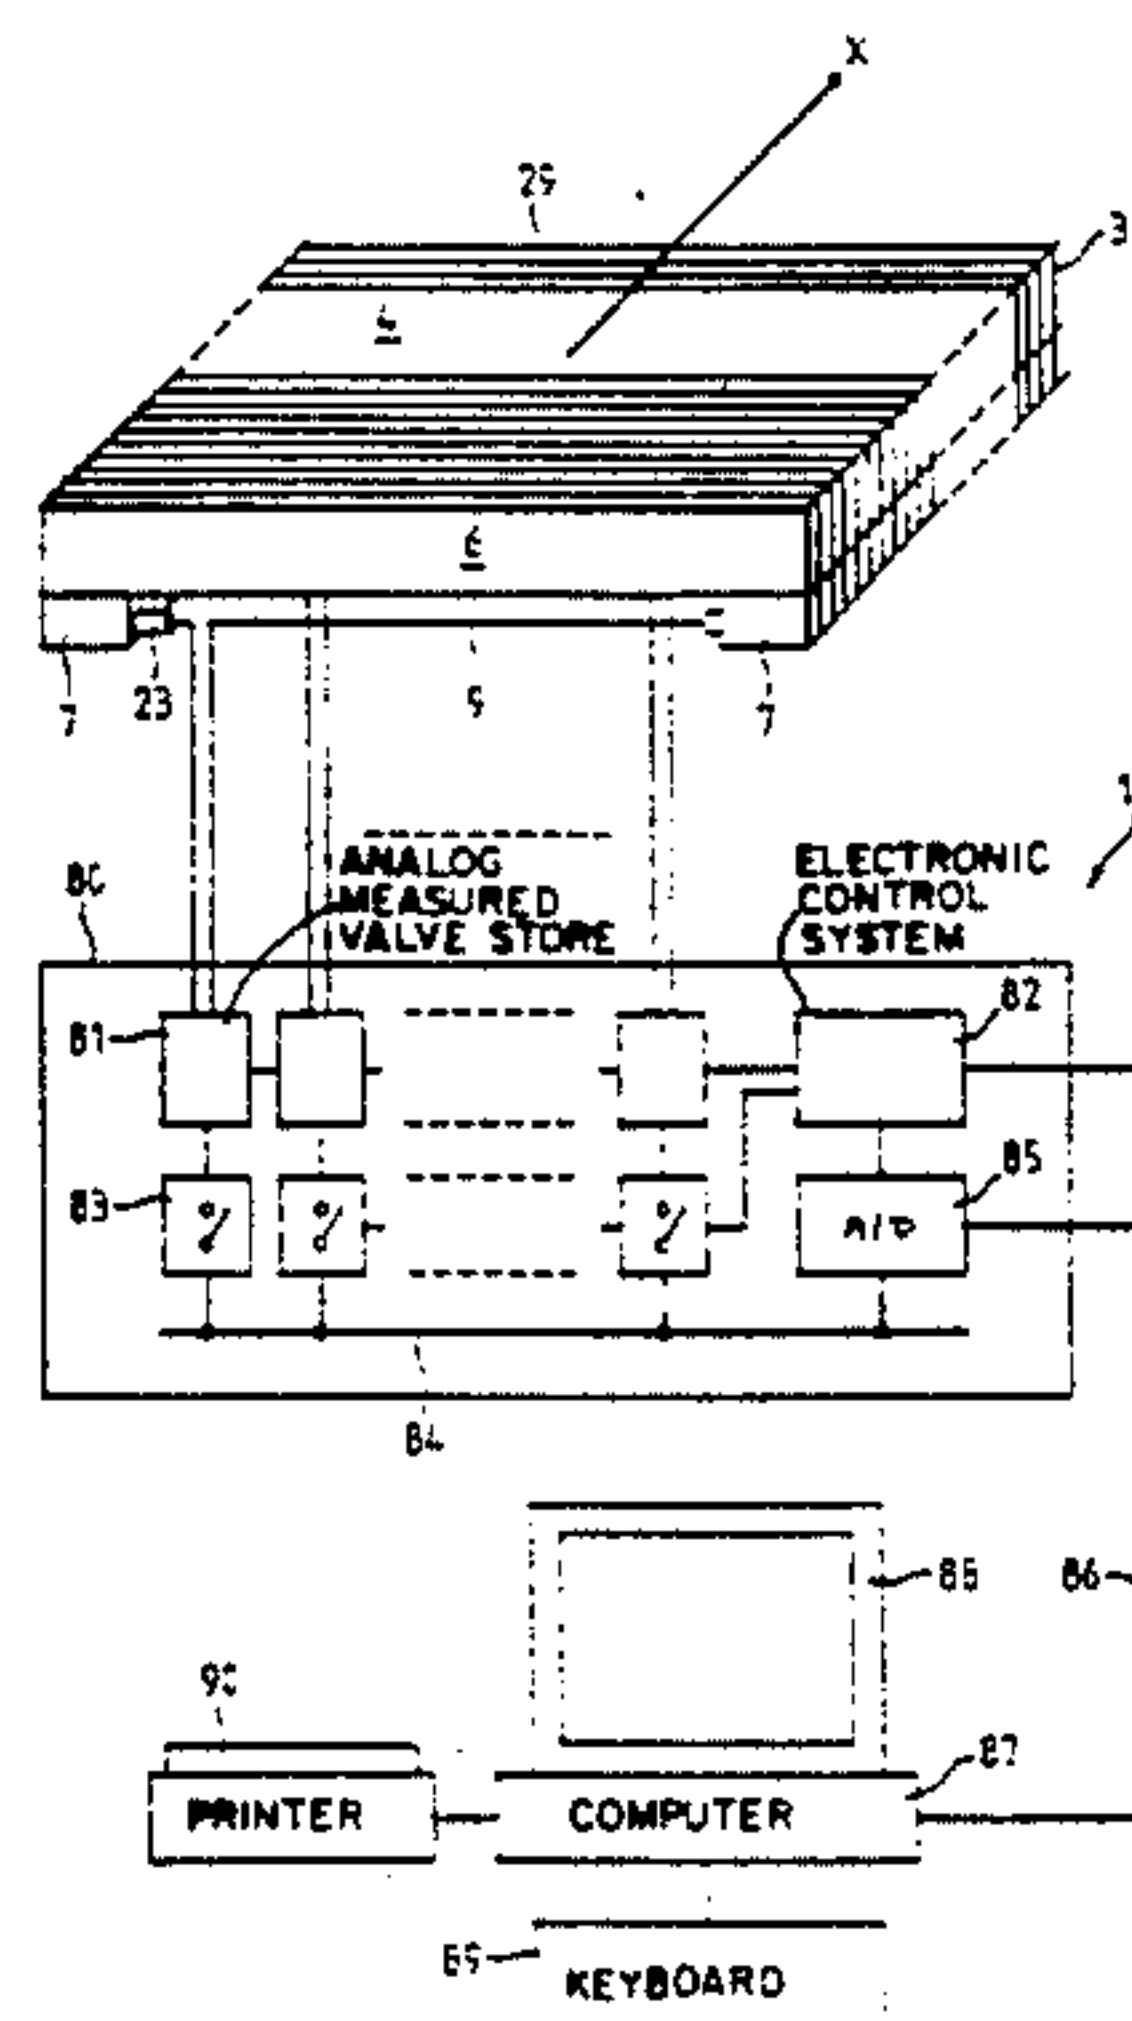 X
29
3
6
7
23
9
7
ANALOG
MEASURED
VALVE STORE
ELECTRONIC
CONTROL
SYSTEM
80
81
82
83
85
A/D
84
85
86
90
87
PRINTER
COMPUTER
89
KEYBOARD